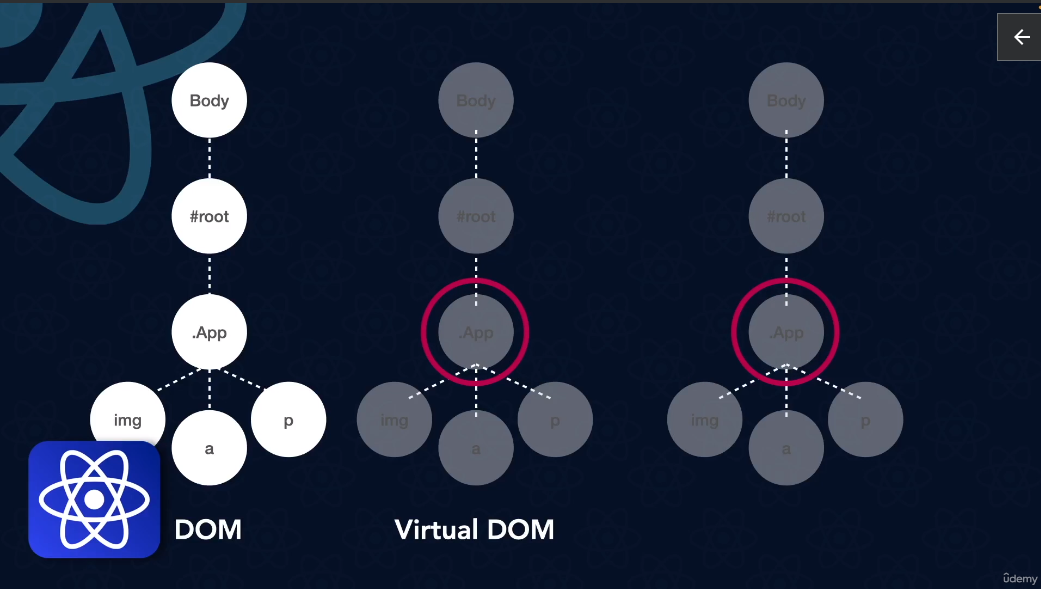 Body
Body
Body
#root
#root
#root
.App
.App
.App
img
a
p
img
a
p
img
a
p
DOM
Virtual DOM
ûdemy